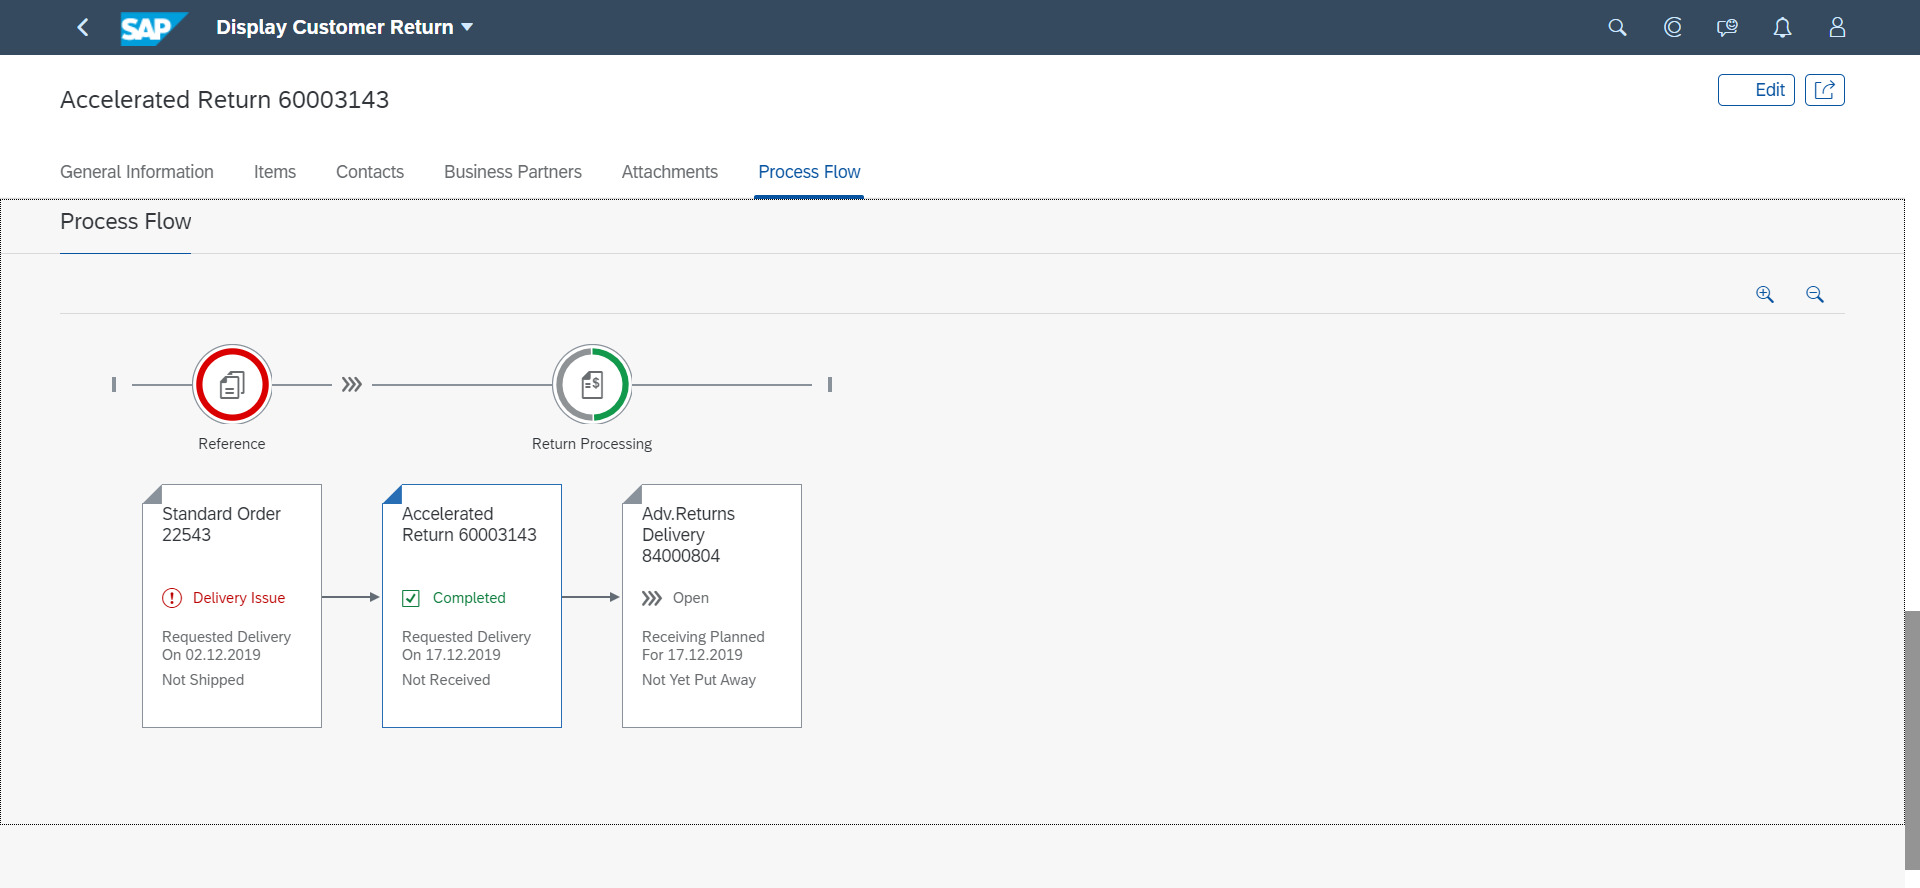 SAP
Display Customer Return
Accelerated Return 60003143
Edit
General Information
Items
Contacts
Business Partners
Attachments
Process Flow
Process Flow
Reference
Return Processing
Standard Order
22543
Delivery Issue
Requested Delivery
On 02.12.2019
Not Shipped
Accelerated
Return 60003143
Completed
Requested Delivery
On 17.12.2019
Not Received
Adv.Returns
Delivery
84000804
Open
Receiving Planned
For 17.12.2019
Not Yet Put Away